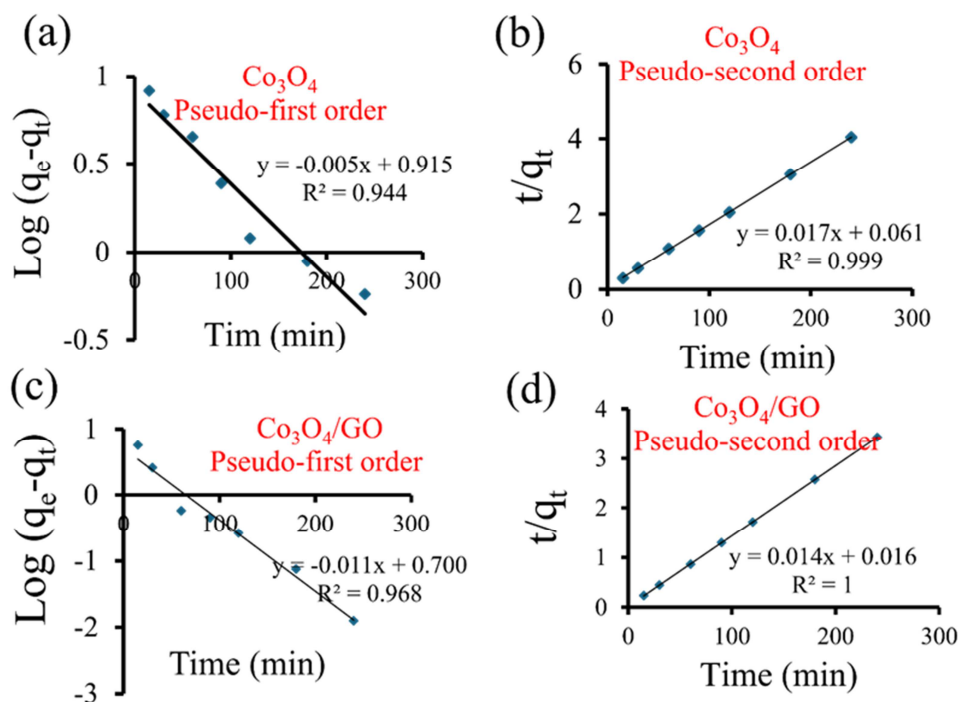 (a)
Co₃O₄
Pseudo-first order
y = -0.005x + 0.915
R² = 0.944
Log (qₑ-qₜ)
1
0.5
0
-0.5
0 100 200 300
Tim (min)
(b)
Co₃O₄
Pseudo-second order
y = 0.017x + 0.061
R² = 0.999
t/qₜ
6
4
2
0
0 100 200 300
Time (min)
(c)
Co₃O₄/GO
Pseudo-first order
y = -0.011x + 0.700
R² = 0.968
Log (qₑ-qₜ)
1
0
-1
-2
-3
0 100 200 300
Time (min)
(d)
Co₃O₄/GO
Pseudo-second order
y = 0.014x + 0.016
R² = 1
t/qₜ
4
3
2
1
0
0 100 200 300
Time (min)